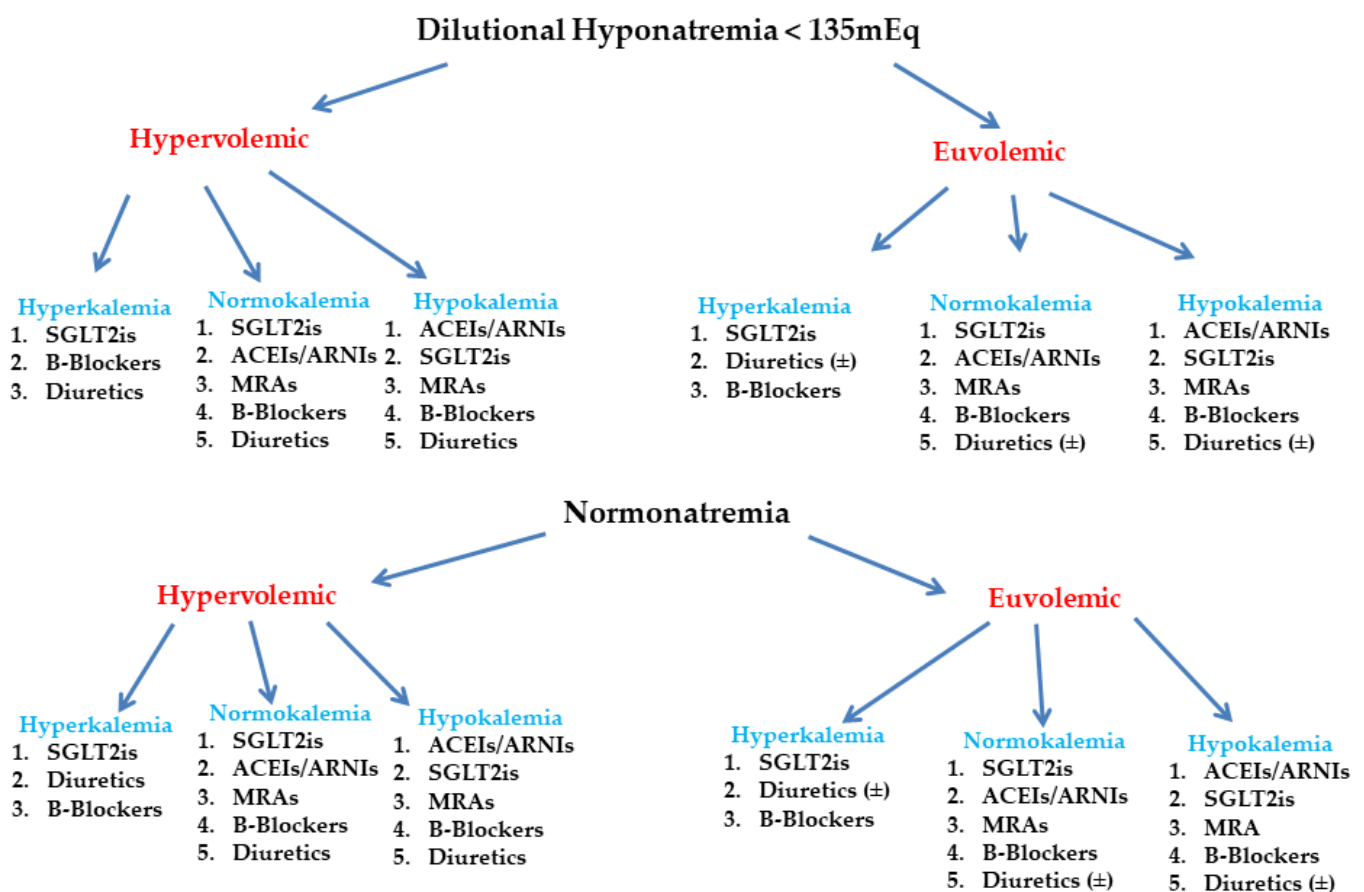 Dilutional Hyponatremia < 135mEq
Hypervolemic
Euvolemic
Hyperkalemia
1. SGLT2is
2. B-Blockers
3. Diuretics
Normokalemia
1. SGLT2is
2. ACEIs/ARNIs
3. MRAs
4. B-Blockers
5. Diuretics
Hypokalemia
1. ACEIs/ARNIs
2. SGLT2is
3. MRAs
4. B-Blockers
5. Diuretics
Hyperkalemia
1. SGLT2is
2. Diuretics (±)
3. B-Blockers
Normokalemia
1. SGLT2is
2. ACEIs/ARNIs
3. MRAs
4. B-Blockers
5. Diuretics (±)
Hypokalemia
1. ACEIs/ARNIs
2. SGLT2is
3. MRAs
4. B-Blockers
5. Diuretics (±)
Normonatremia
Hypervolemic
Euvolemic
Hyperkalemia
1. SGLT2is
2. Diuretics
3. B-Blockers
Normokalemia
1. SGLT2is
2. ACEIs/ARNIs
3. MRAs
4. B-Blockers
5. Diuretics
Hypokalemia
1. ACEIs/ARNIs
2. SGLT2is
3. MRAs
4. B-Blockers
5. Diuretics
Hyperkalemia
1. SGLT2is
2. Diuretics (±)
3. B-Blockers
Normokalemia
1. SGLT2is
2. ACEIs/ARNIs
3. MRAs
4. B-Blockers
5. Diuretics (±)
Hypokalemia
1. ACEIs/ARNIs
2. SGLT2is
3. MRA
4. B-Blockers
5. Diuretics (±)